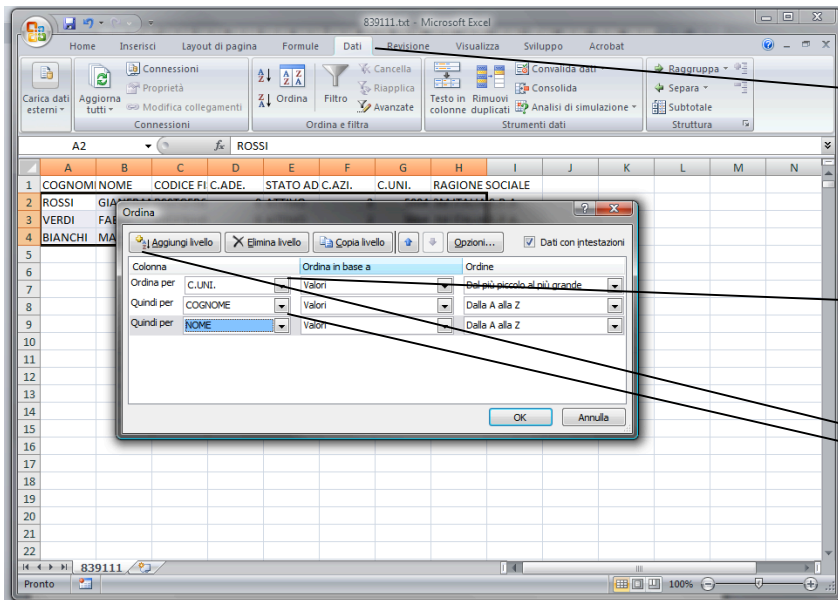 839111.txt - Microsoft Excel
Home Inserisci Layout di pagina Formule Dati Revisione Visualizza Sviluppo Acrobat
Carica dati esterni
Aggiorna tutti
Connessioni
Proprietà
Modifica collegamenti
Connessioni
Ordina
Filtro
Cancella
Riapplica
Avanzate
Ordina e filtra
Testo in colonne
Rimuovi duplicati
Convalida dati
Consolida
Analisi di simulazione
Strumenti dati
Raggruppa
Separa
Subtotale
Struttura
A2 fx ROSSI
A B C D E F G H I J K L M N
1 COGNOMI NOME CODICE FI C.ADE. STATO AD C.AZI. C.UNI. RAGIONE SOCIALE
2 ROSSI
3 VERDI FAB
4 BIANCHI MA
5
6
7
8
9
10
11
12
13
14
15
16
17
18
19
20
21
22
Ordina
Aggiungi livello Elimina livello Copia livello Opzioni... Dati con intestazioni
Colonna Ordina in base a Ordine
Ordina per C.UNI. Valori Dal più piccolo al più grande
Quindi per COGNOME Valori Dalla A alla Z
Quindi per NOME Valori Dalla A alla Z
OK Annulla
839111
Pronto 100%